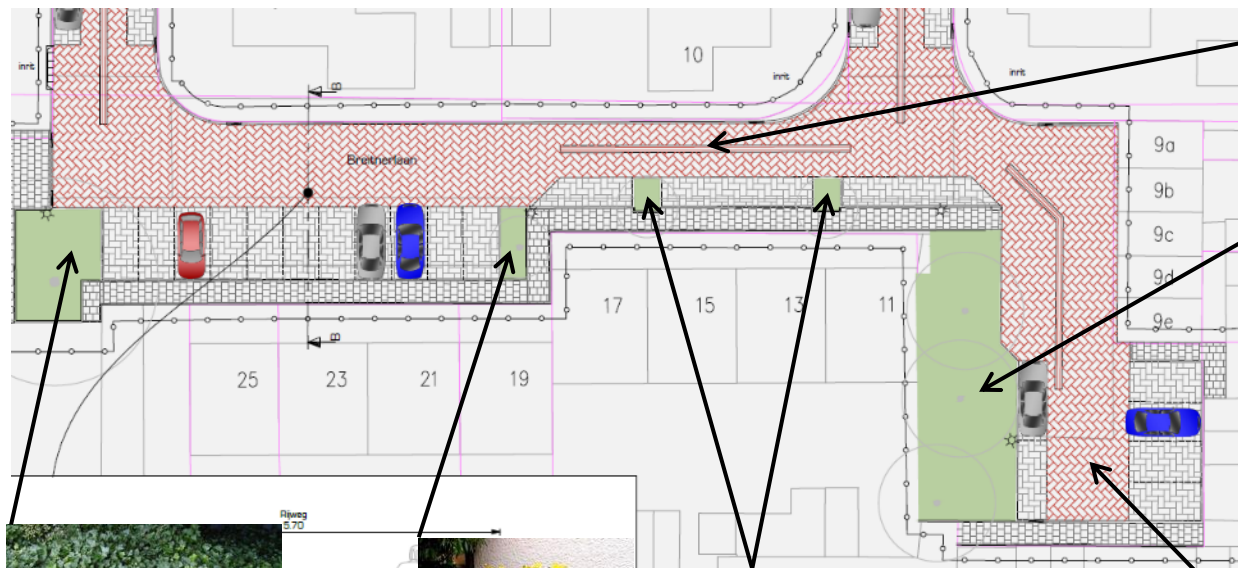 inrit
10
inrit
inrit
B
Breitnerlaan
9a
9b
9c
9d
9e
17
15
13
11
B
25
23
21
19
Rijweg
5.70